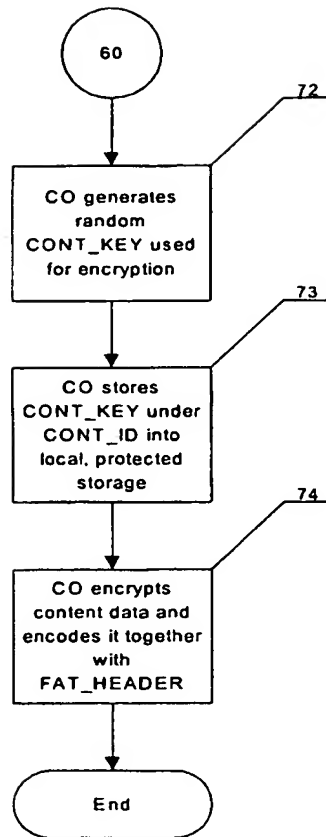 60
72
CO generates
random
CONT_KEY used
for encryption
73
CO stores
CONT_KEY under
CONT_ID into
local, protected
storage
74
CO encrypts
content data and
encodes it together
with
FAT_HEADER
End